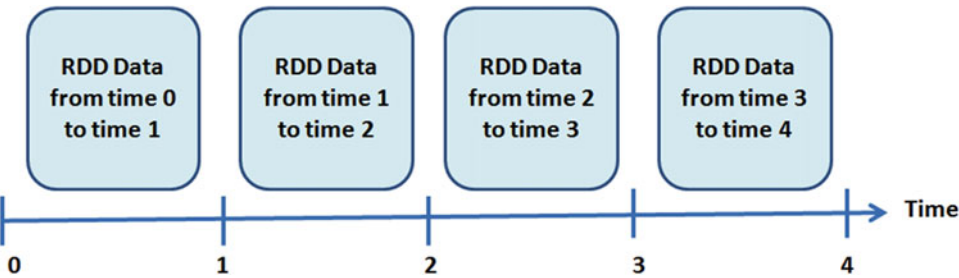 RDD Data
from time 0
to time 1
RDD Data
from time 1
to time 2
RDD Data
from time 2
to time 3
RDD Data
from time 3
to time 4
Time
0
1
2
3
4